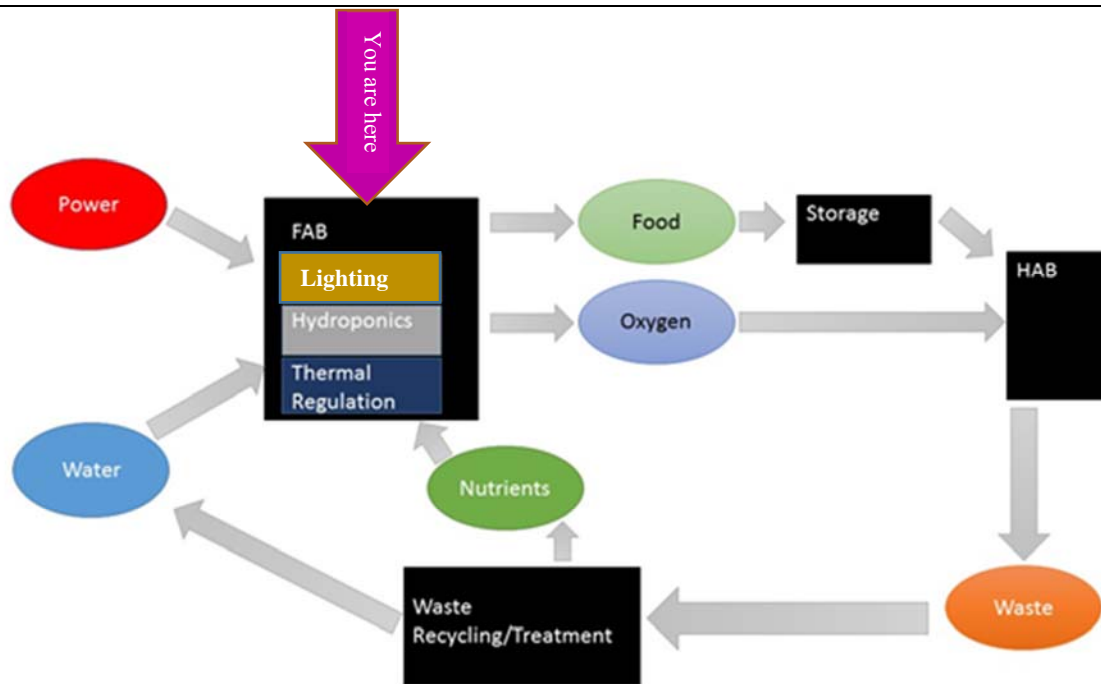 You are here
Power
FAB
Lighting
Hydroponics
Thermal
Regulation
Food
Storage
HAB
Oxygen
Water
Nutrients
Waste
Recycling/Treatment
Waste